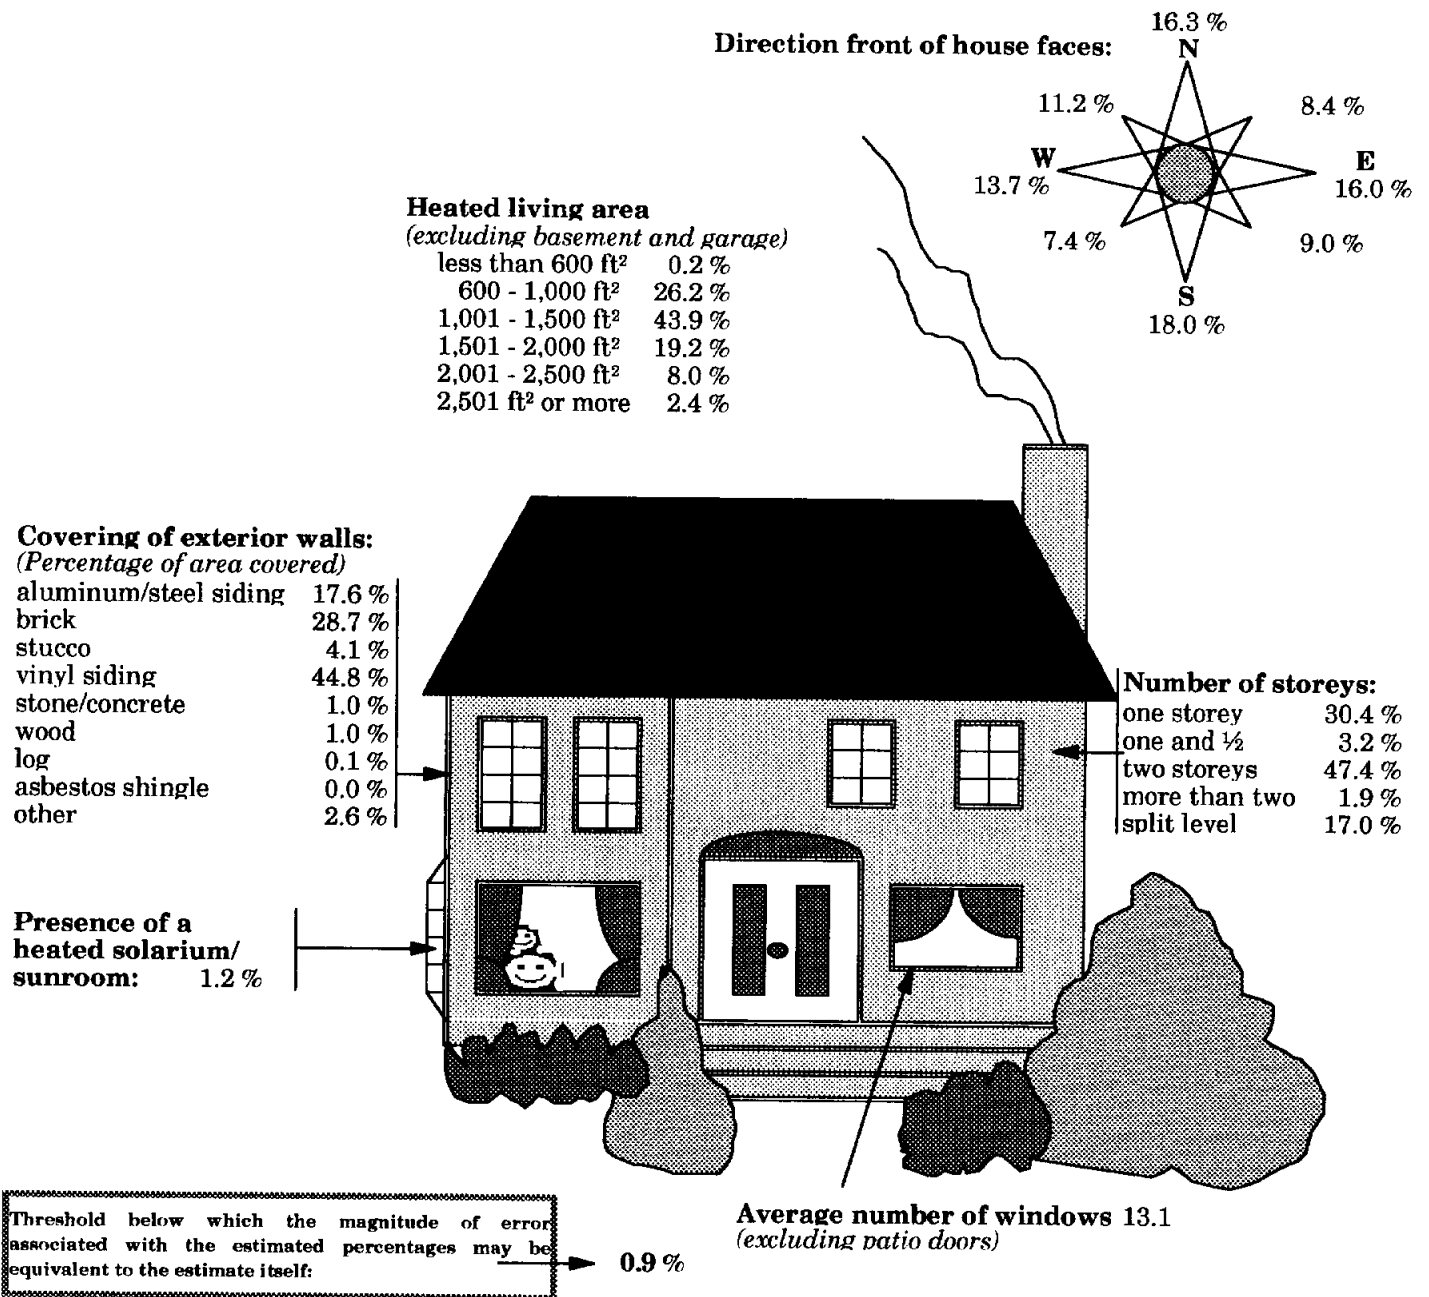 16.3 %
Direction front of house faces:
N
11.2 %
8.4 %
W
E
13.7 %
16.0 %
7.4 %
9.0 %
S
18.0 %
Heated living area
(excluding basement and garage)
less than 600 ft² 0.2 %
600 - 1,000 ft² 26.2 %
1,001 - 1,500 ft² 43.9 %
1,501 - 2,000 ft² 19.2 %
2,001 - 2,500 ft² 8.0 %
2,501 ft² or more 2.4 %
Covering of exterior walls:
(Percentage of area covered)
aluminum/steel siding 17.6 %
brick 28.7 %
stucco 4.1 %
vinyl siding 44.8 %
stone/concrete 1.0 %
wood 1.0 %
log 0.1 %
asbestos shingle 0.0 %
other 2.6 %
Number of storeys:
one storey 30.4 %
one and ½ 3.2 %
two storeys 47.4 %
more than two 1.9 %
split level 17.0 %
Presence of a
heated solarium/
sunroom: 1.2 %
Average number of windows 13.1
(excluding patio doors)
Threshold below which the magnitude of error
associated with the estimated percentages may be
equivalent to the estimate itself:
0.9 %